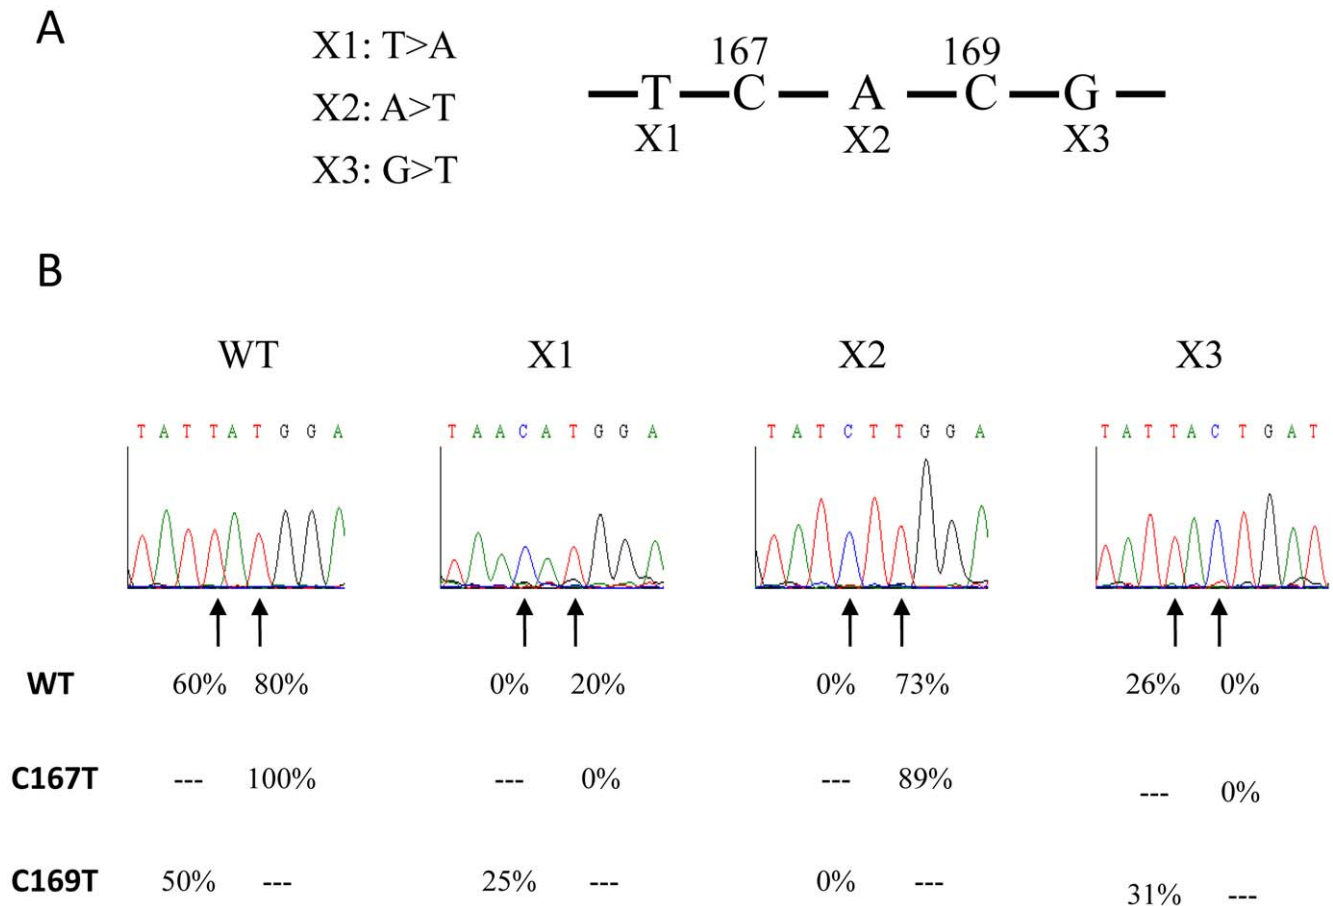 A
X1: T>A
X2: A>T
X3: G>T
167 169
T C A C G
X1 X2 X3
B
WT X1 X2 X3
T A T T A T G G A T A A C A T G G A T A T C T T G G A T A T T A C T G A T
WT 60% 80% 0% 20% 0% 73% 26% 0%
C167T --- 100% --- 0% --- 89% --- 0%
C169T 50% --- 25% --- 0% --- 31% ---